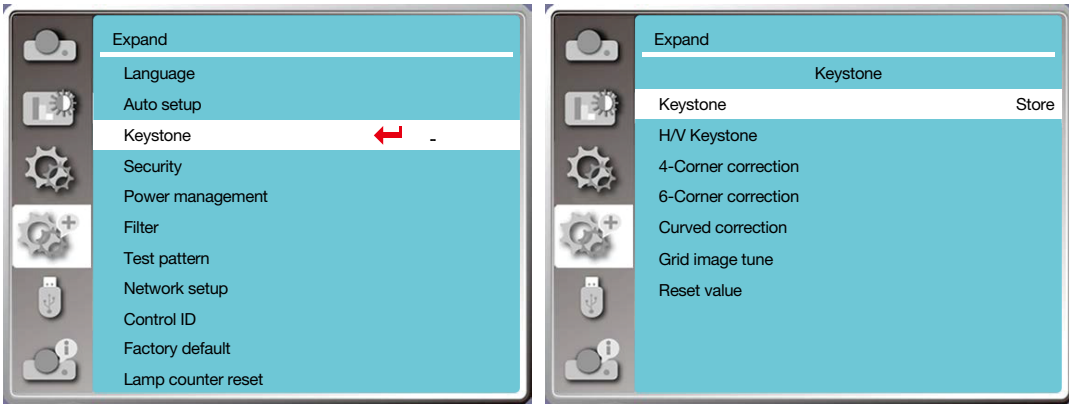 Expand
Language
Auto setup
Keystone -
Security
Power management
Filter
Test pattern
Network setup
Control ID
Factory default
Lamp counter reset
Expand
Keystone
Keystone Store
H/V Keystone
4-Corner correction
6-Corner correction
Curved correction
Grid image tune
Reset value